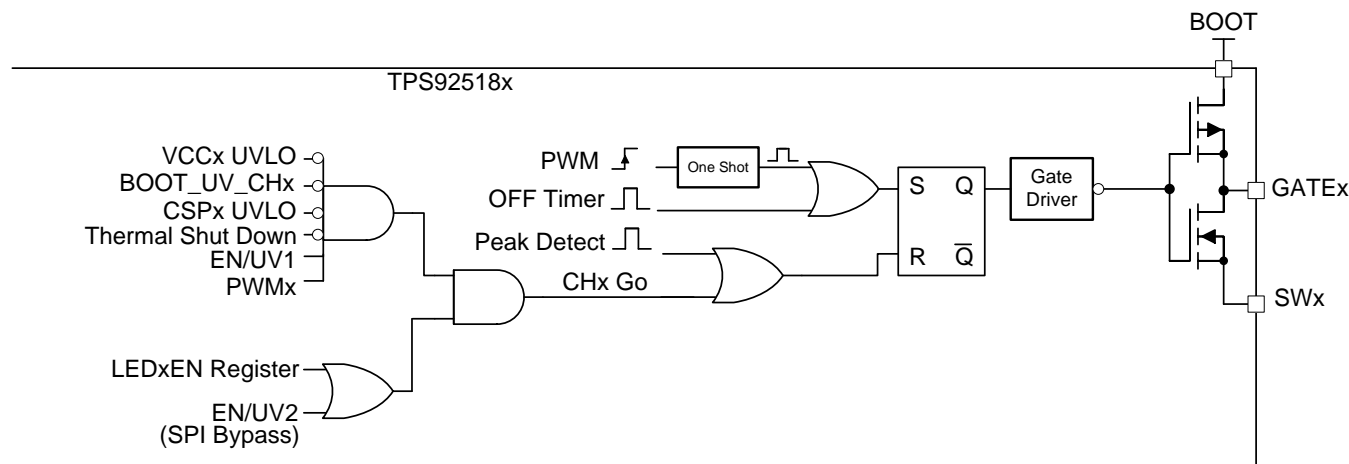 BOOT
TPS92518x
VCCx UVLO
BOOT_UV_CHx
CSPx UVLO
Thermal Shut Down
EN/UV1
PWMx
LEDxEN Register
EN/UV2
(SPI Bypass)
PWM
One Shot
OFF Timer
Peak Detect
CHx Go
S Q
R Q
Gate
Driver
GATEx
SWx